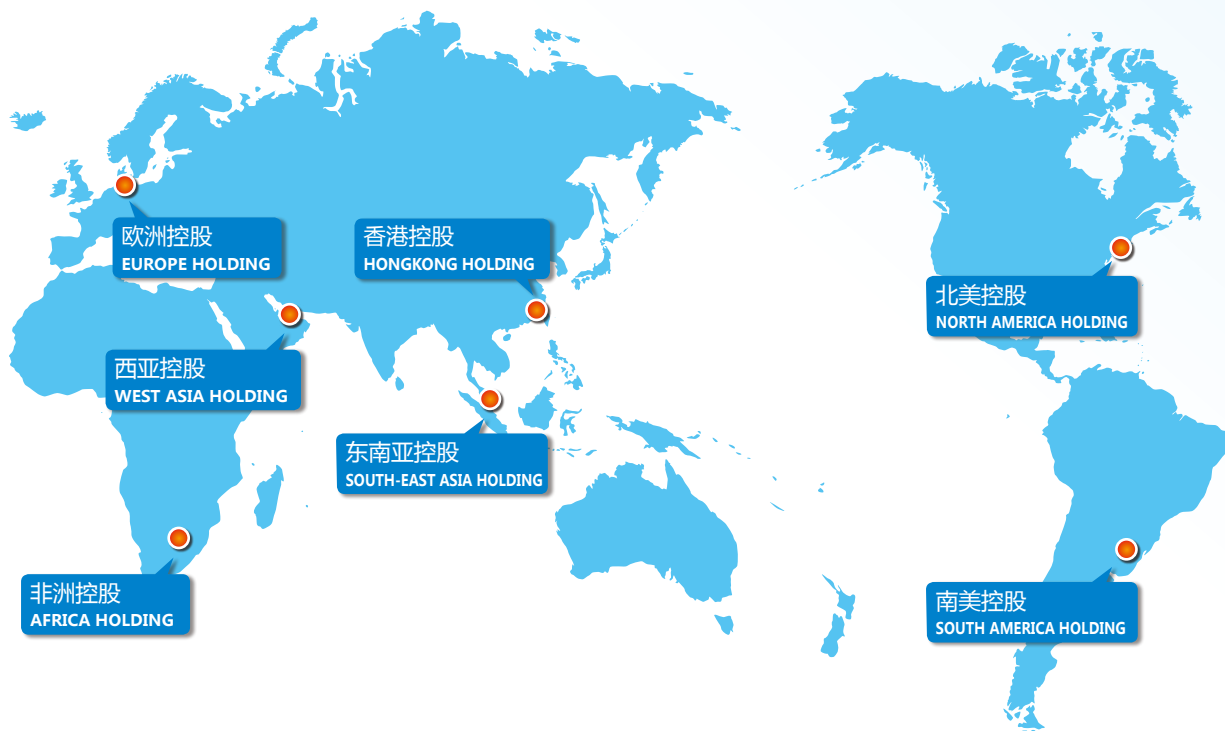 欧洲控股
EUROPE HOLDING
香港控股
HONGKONG HOLDING
北美控股
NORTH AMERICA HOLDING
西亚控股
WEST ASIA HOLDING
东南亚控股
SOUTH-EAST ASIA HOLDING
非洲控股
AFRICA HOLDING
南美控股
SOUTH AMERICA HOLDING